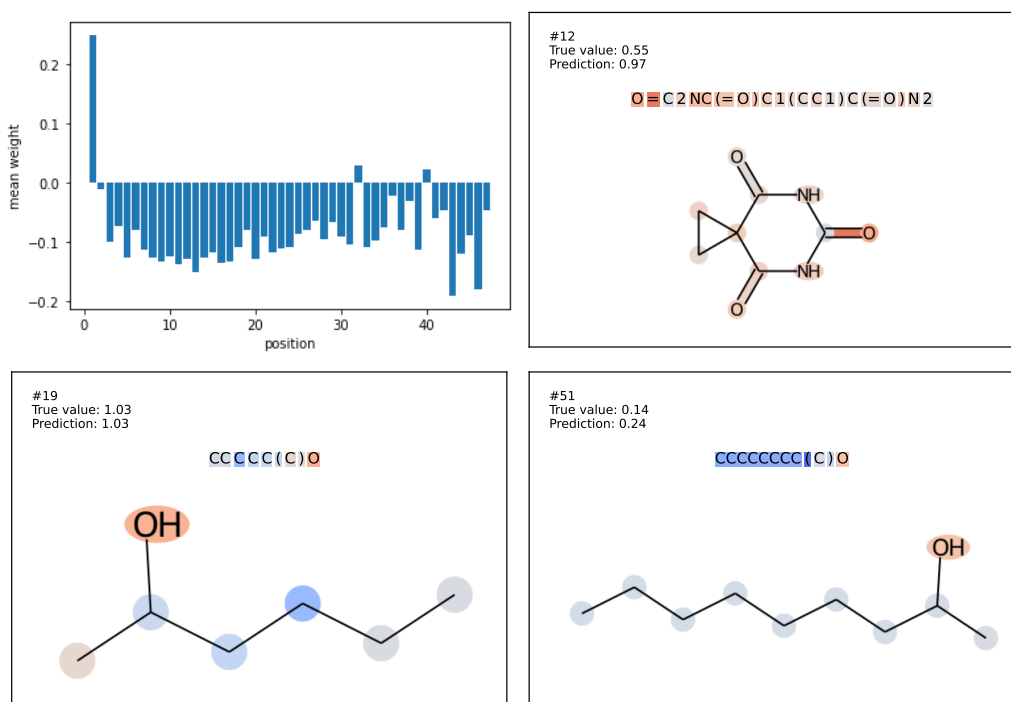 0.2
0.1
0.0
−0.1
−0.2
mean weight
0 10 20 30 40
position
#12
True value: 0.55
Prediction: 0.97
O=C2NC(=O)C1(CC1)C(=O)N2
O
NH
O
NH
O
#19
True value: 1.03
Prediction: 1.03
CCCCC(C)O
OH
#51
True value: 0.14
Prediction: 0.24
CCCCCCCC(C)O
OH